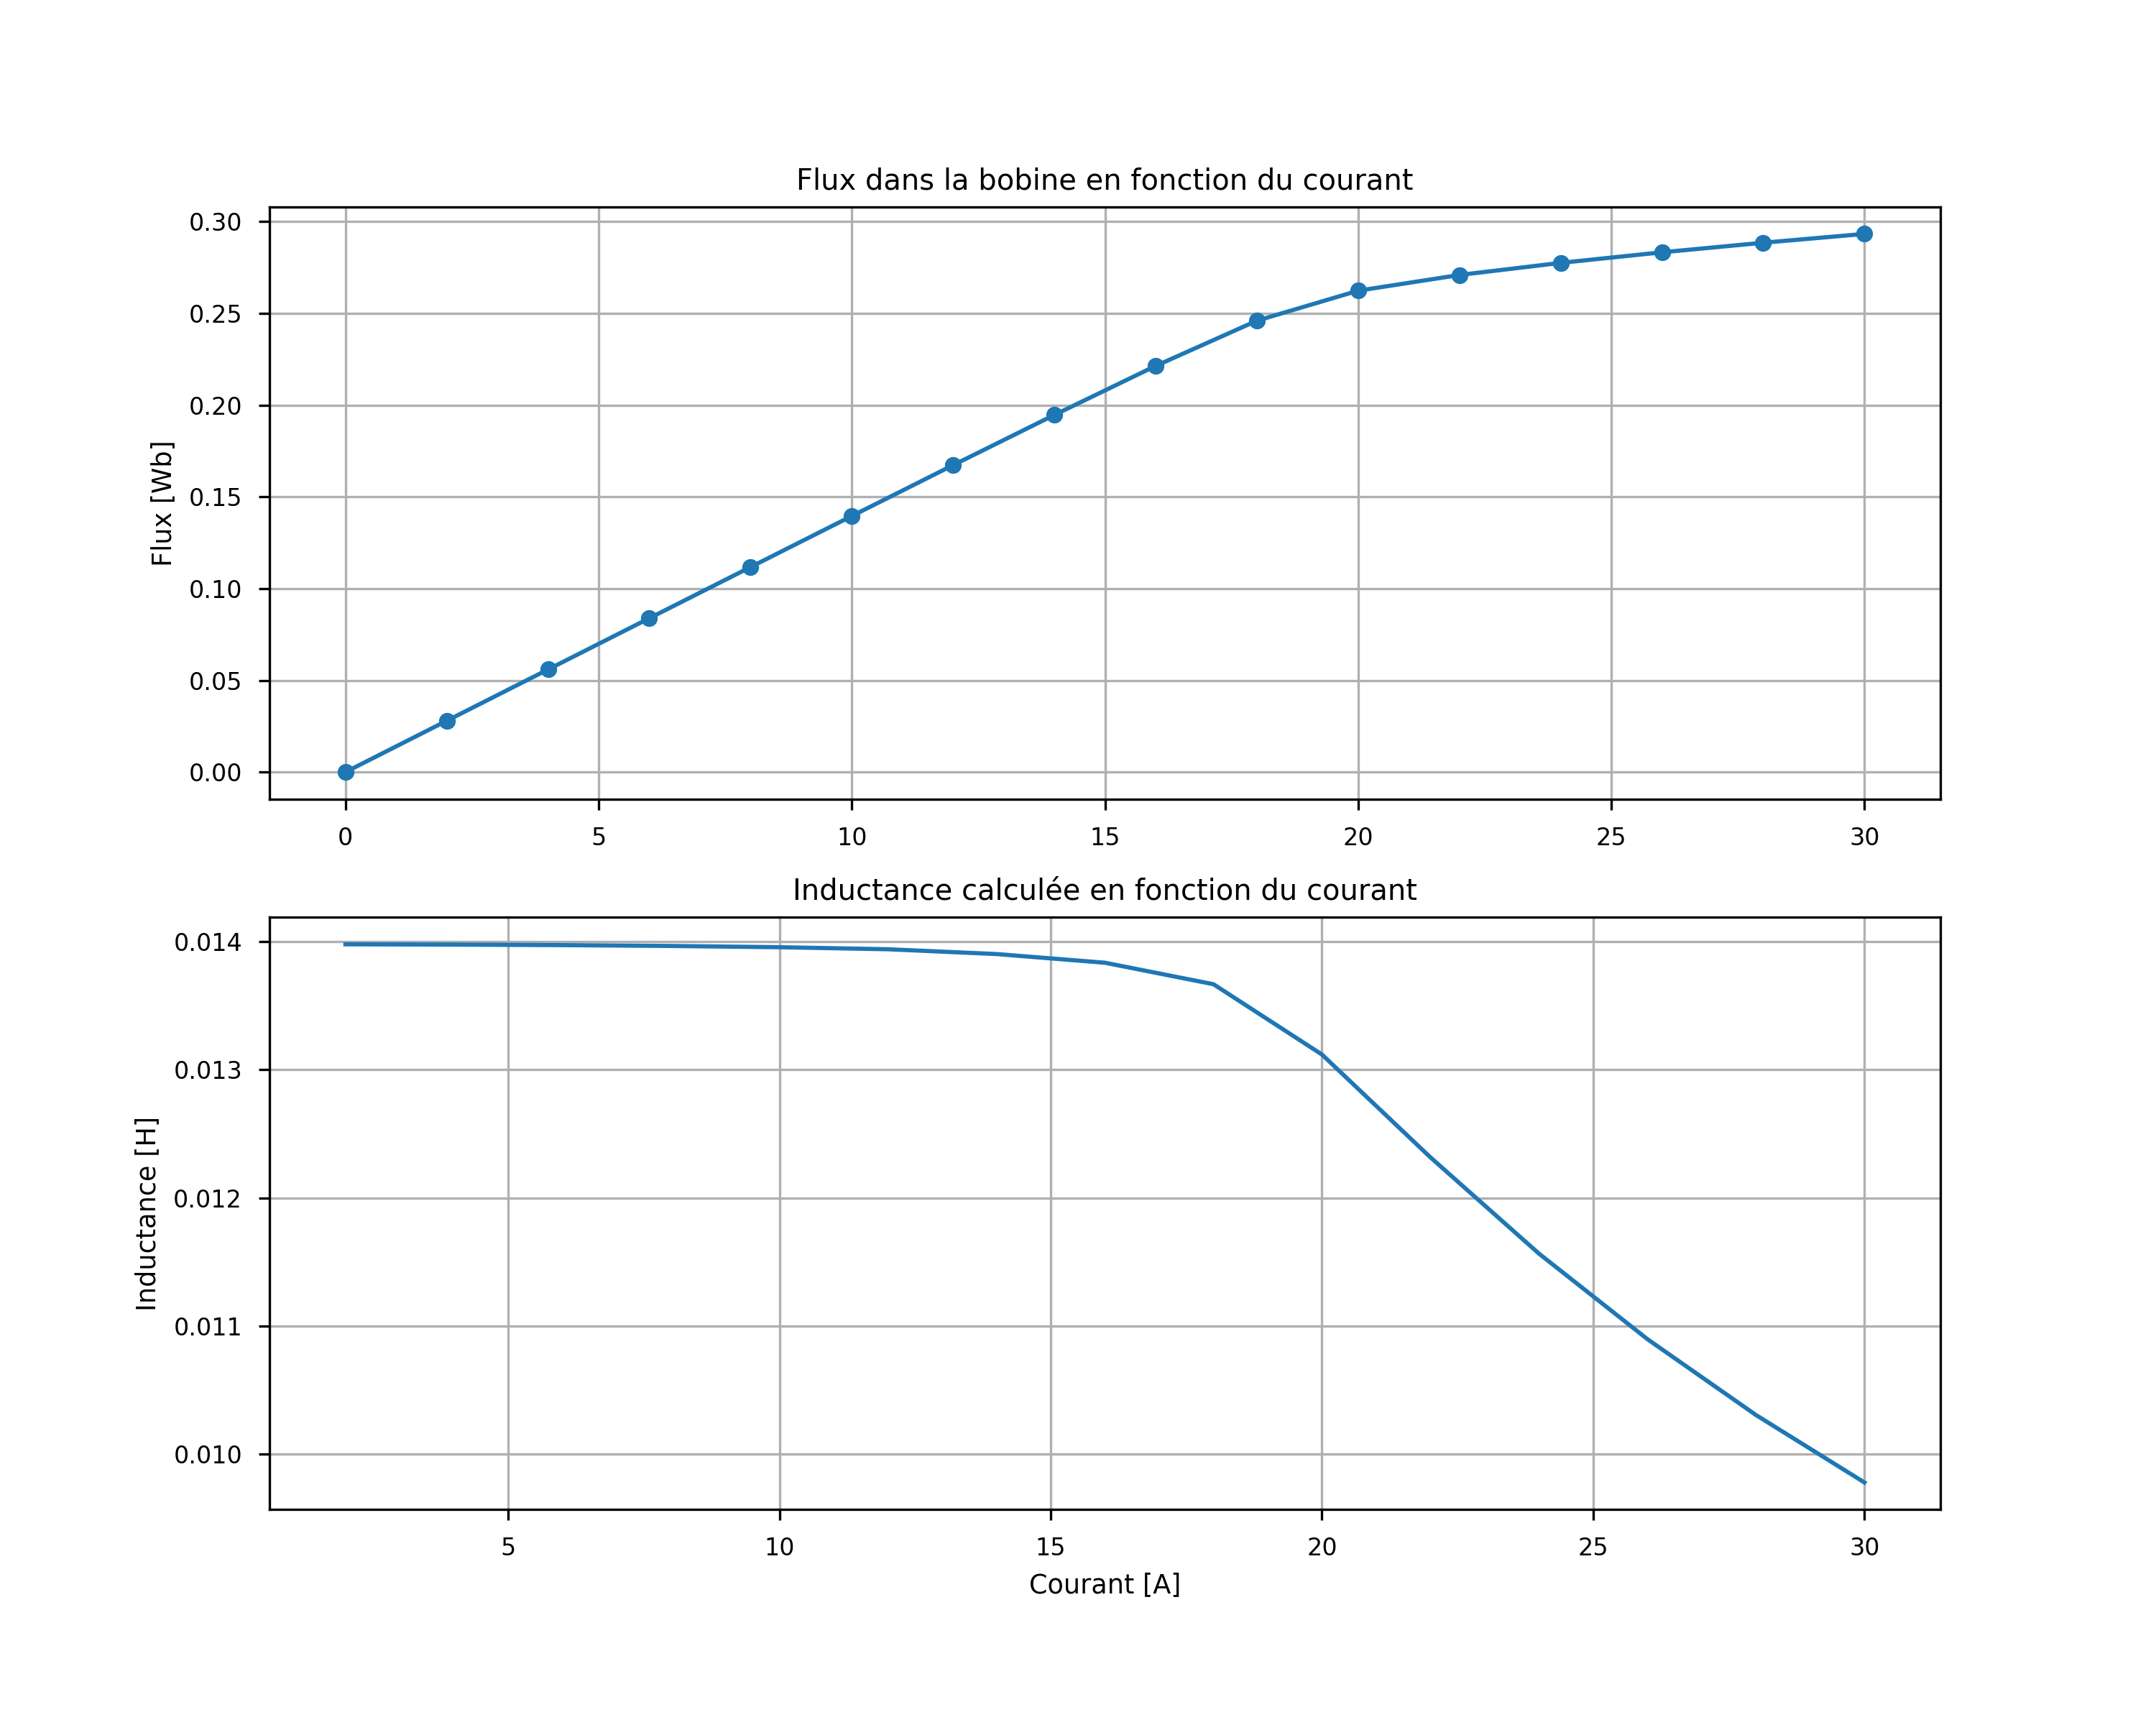 Flux dans la bobine en fonction du courant
0.30
0.25
0.20
0.15
0.10
0.05
0.00
Flux [Wb]
0 5 10 15 20 25 30
Inductance calculée en fonction du courant
0.014
0.013
0.012
0.011
0.010
Inductance [H]
5 10 15 20 25 30
Courant [A]